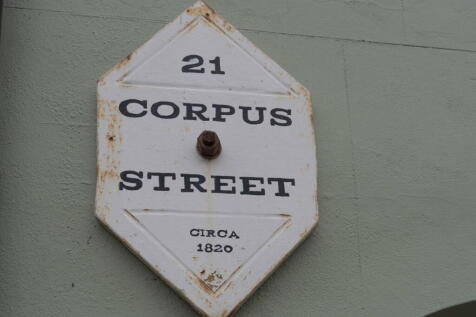 21
CORPUS
STREET
CIRCA
1820